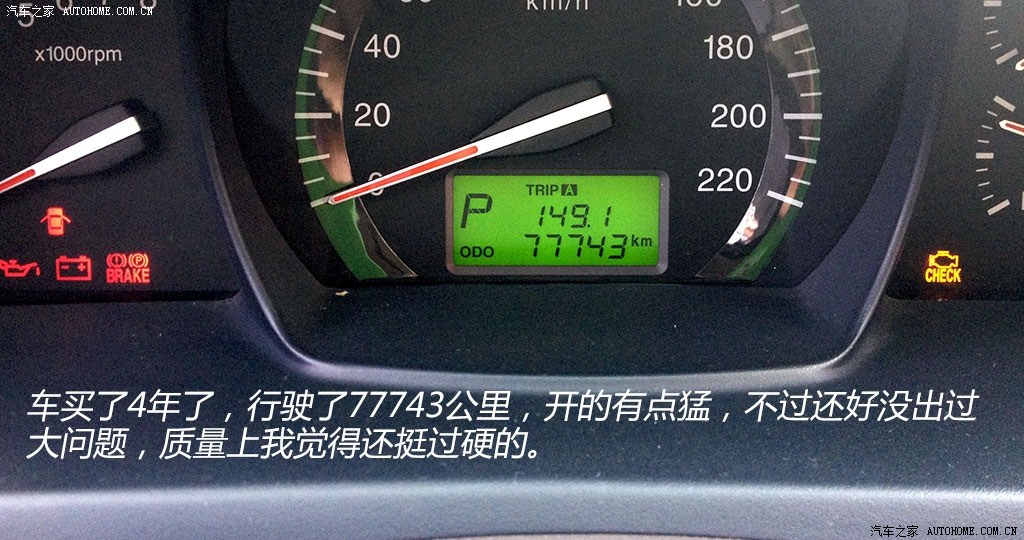 汽车之家 AUTOHOME.COM.CN
x1000rpm
km/h
40
180
20
200
0
220
TRIP A
P
149.1
ODO 77743 km
BRAKE
CHECK
车买了4年了，行驶了77743公里，开的有点猛，不过还好没出过
大问题，质量上我觉得还挺过硬的。
汽车之家 AUTOHOME.COM.CN